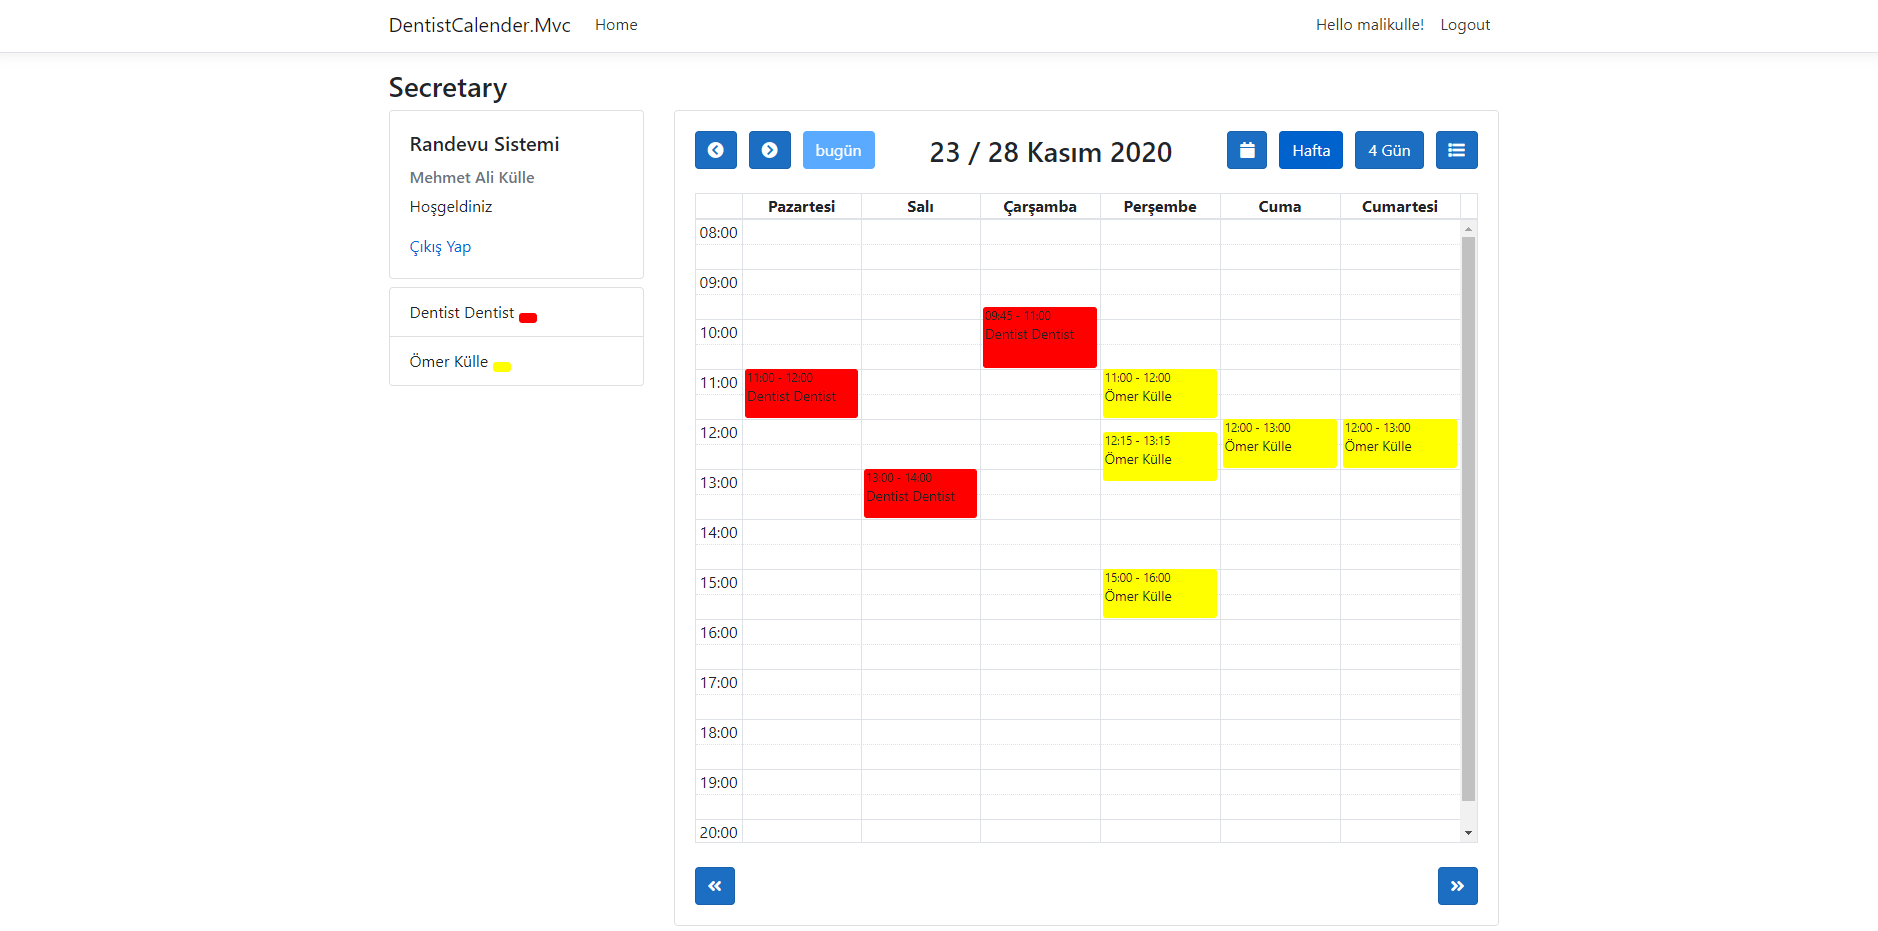 DentistCalender.Mvc Home Hello malikulle! Logout
Secretary
Randevu Sistemi
Mehmet Ali Külle
Hoşgeldiniz
Çıkış Yap
Dentist Dentist
Ömer Külle
bugün 23 / 28 Kasım 2020 Hafta 4 Gün
Pazartesi Salı Çarşamba Perşembe Cuma Cumartesi
08:00
09:00
09:45 - 11:00
Dentist Dentist
10:00
11:00
11:00 - 12:00
Dentist Dentist
11:00 - 12:00
Ömer Külle
12:00
12:00 - 13:00
Ömer Külle
12:00 - 13:00
Ömer Külle
12:15 - 13:15
Ömer Külle
13:00
13:00 - 14:00
Dentist Dentist
14:00
15:00
15:00 - 16:00
Ömer Külle
16:00
17:00
18:00
19:00
20:00